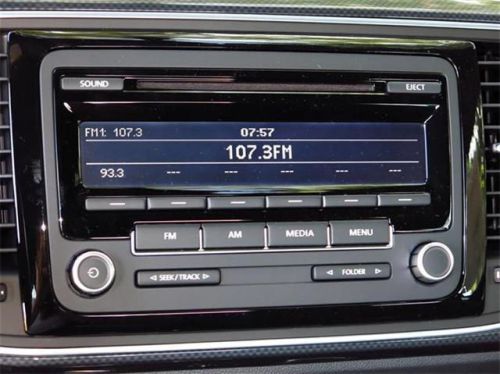 SOUND EJECT
FM1: 107.3 07:57
107.3FM
93.3 --- --- --- --- ---
FM AM MEDIA MENU
SEEK/TRACK FOLDER